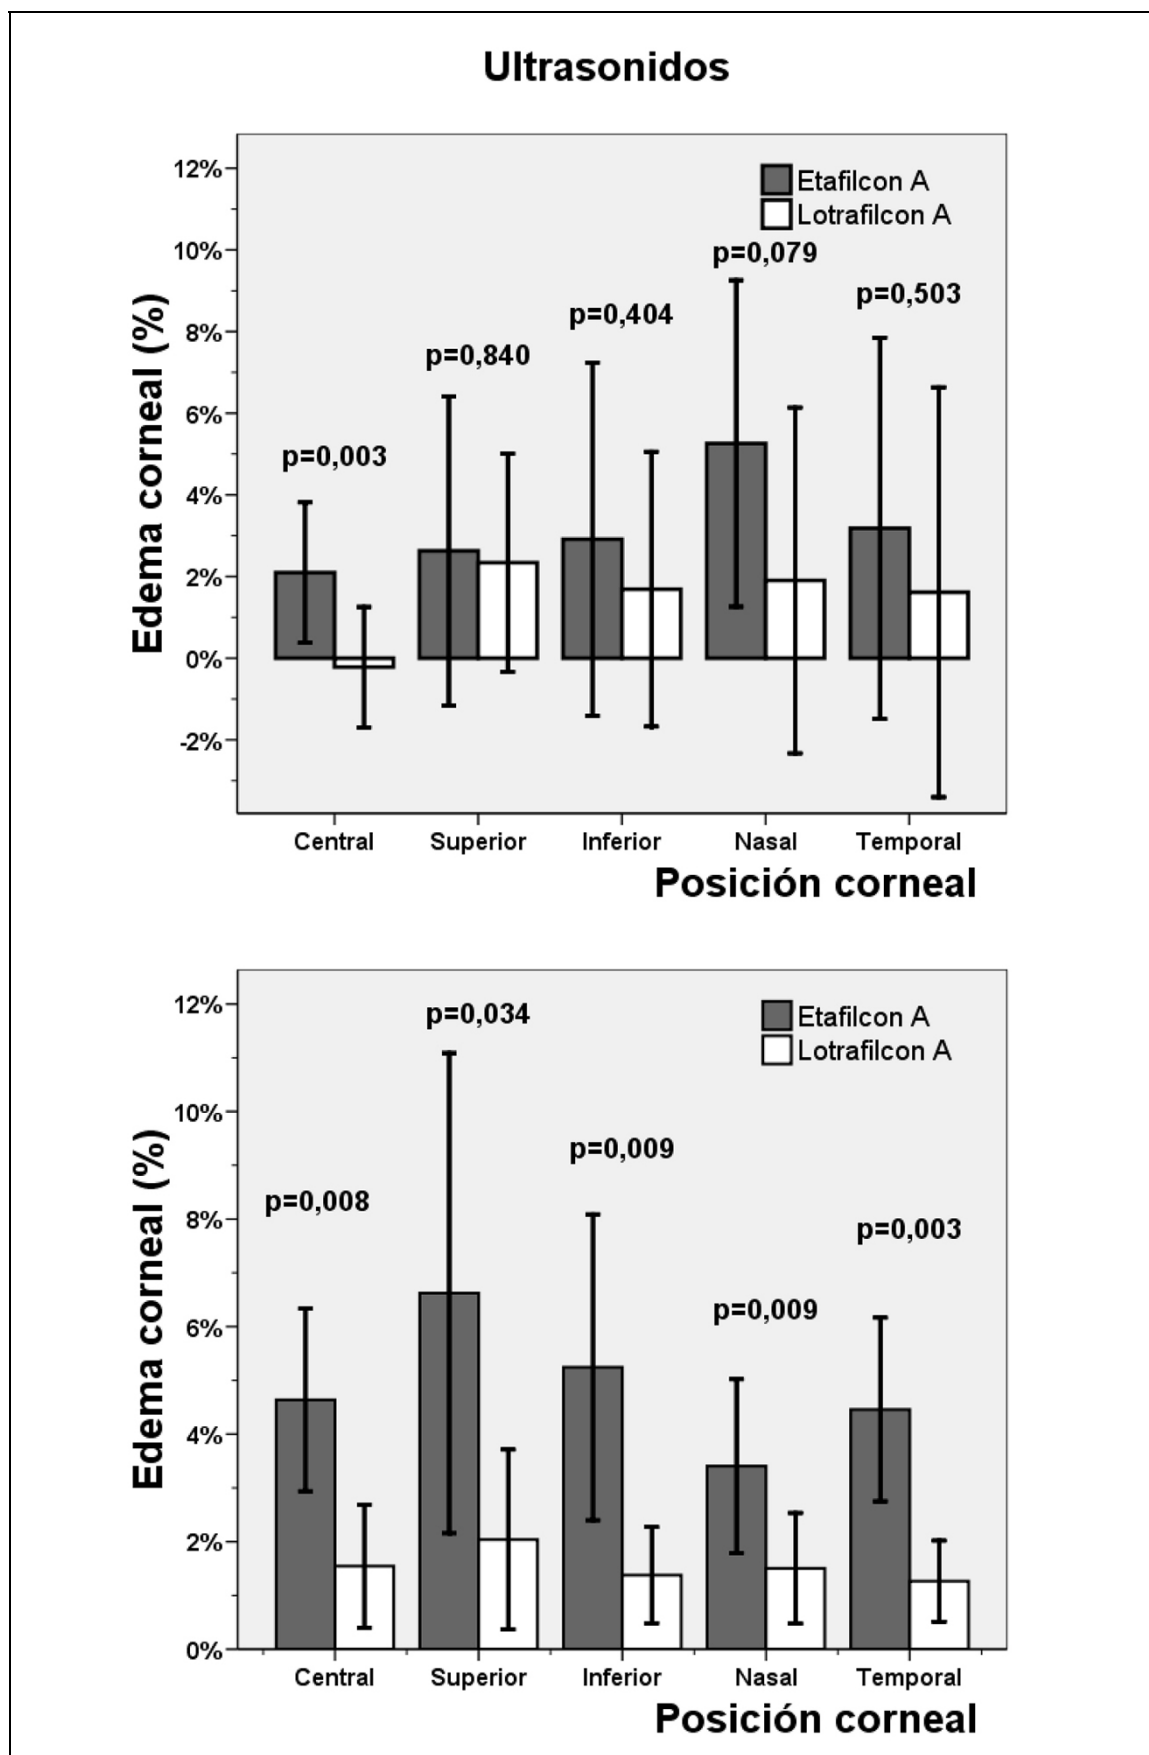 Ultrasonidos
12%
10%
8%
6%
4%
2%
0%
-2%
Edema corneal (%)
Etafilcon A
Lotrafilcon A
p=0,003
p=0,840
p=0,404
p=0,079
p=0,503
Central
Superior
Inferior
Nasal
Temporal
Posición corneal
12%
10%
8%
6%
4%
2%
0%
Edema corneal (%)
Etafilcon A
Lotrafilcon A
p=0,008
p=0,034
p=0,009
p=0,009
p=0,003
Central
Superior
Inferior
Nasal
Temporal
Posición corneal